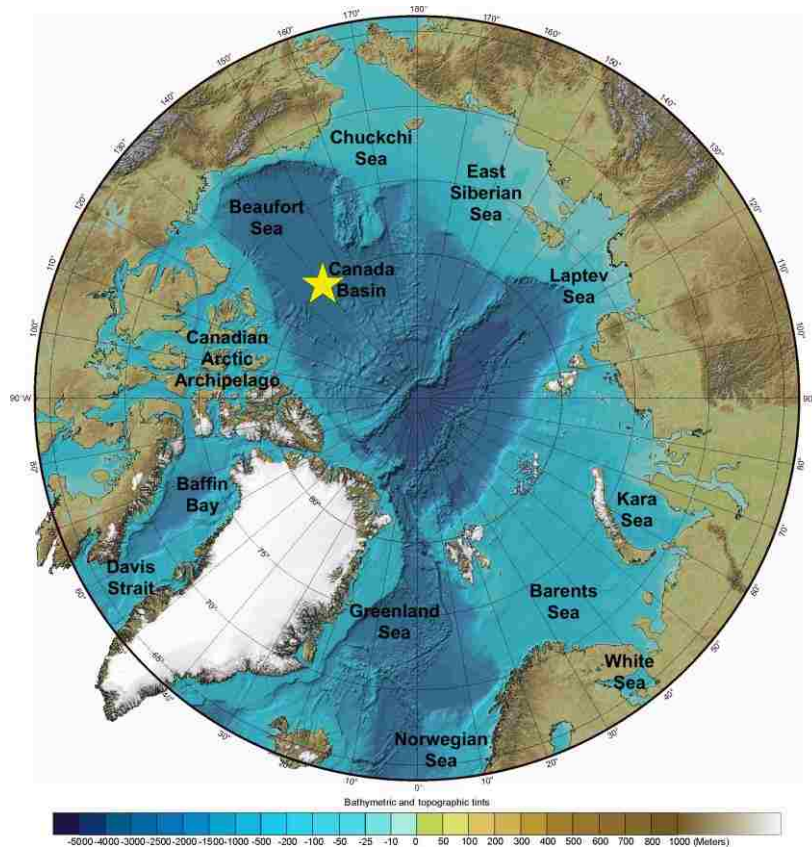 180°
170°
170°
160°
160°
150°
140°
140°
130°
130°
120°
120°
110°
110°
100°
100°
90° W
90°
80°
80°
70°
60°
60°
50°
40°
30°
20°
20°
10°
10°
0°
80°
75°
70°
65°
Chuckchi
Sea
East
Siberian
Sea
Beaufort
Sea
Canada
Basin
Laptev
Sea
Canadian
Arctic
Archipelago
Baffin
Bay
Kara
Sea
Davis
Strait
Barents
Sea
Greenland
Sea
White
Sea
Norwegian
Sea
Bathymetric and topographic tints
-5000 -4000 -3000 -2000 -1500 -1000 -500 -200 -100 -50 -25 -10 0 50 100 200 300 400 500 600 700 800 1000 (Meters)